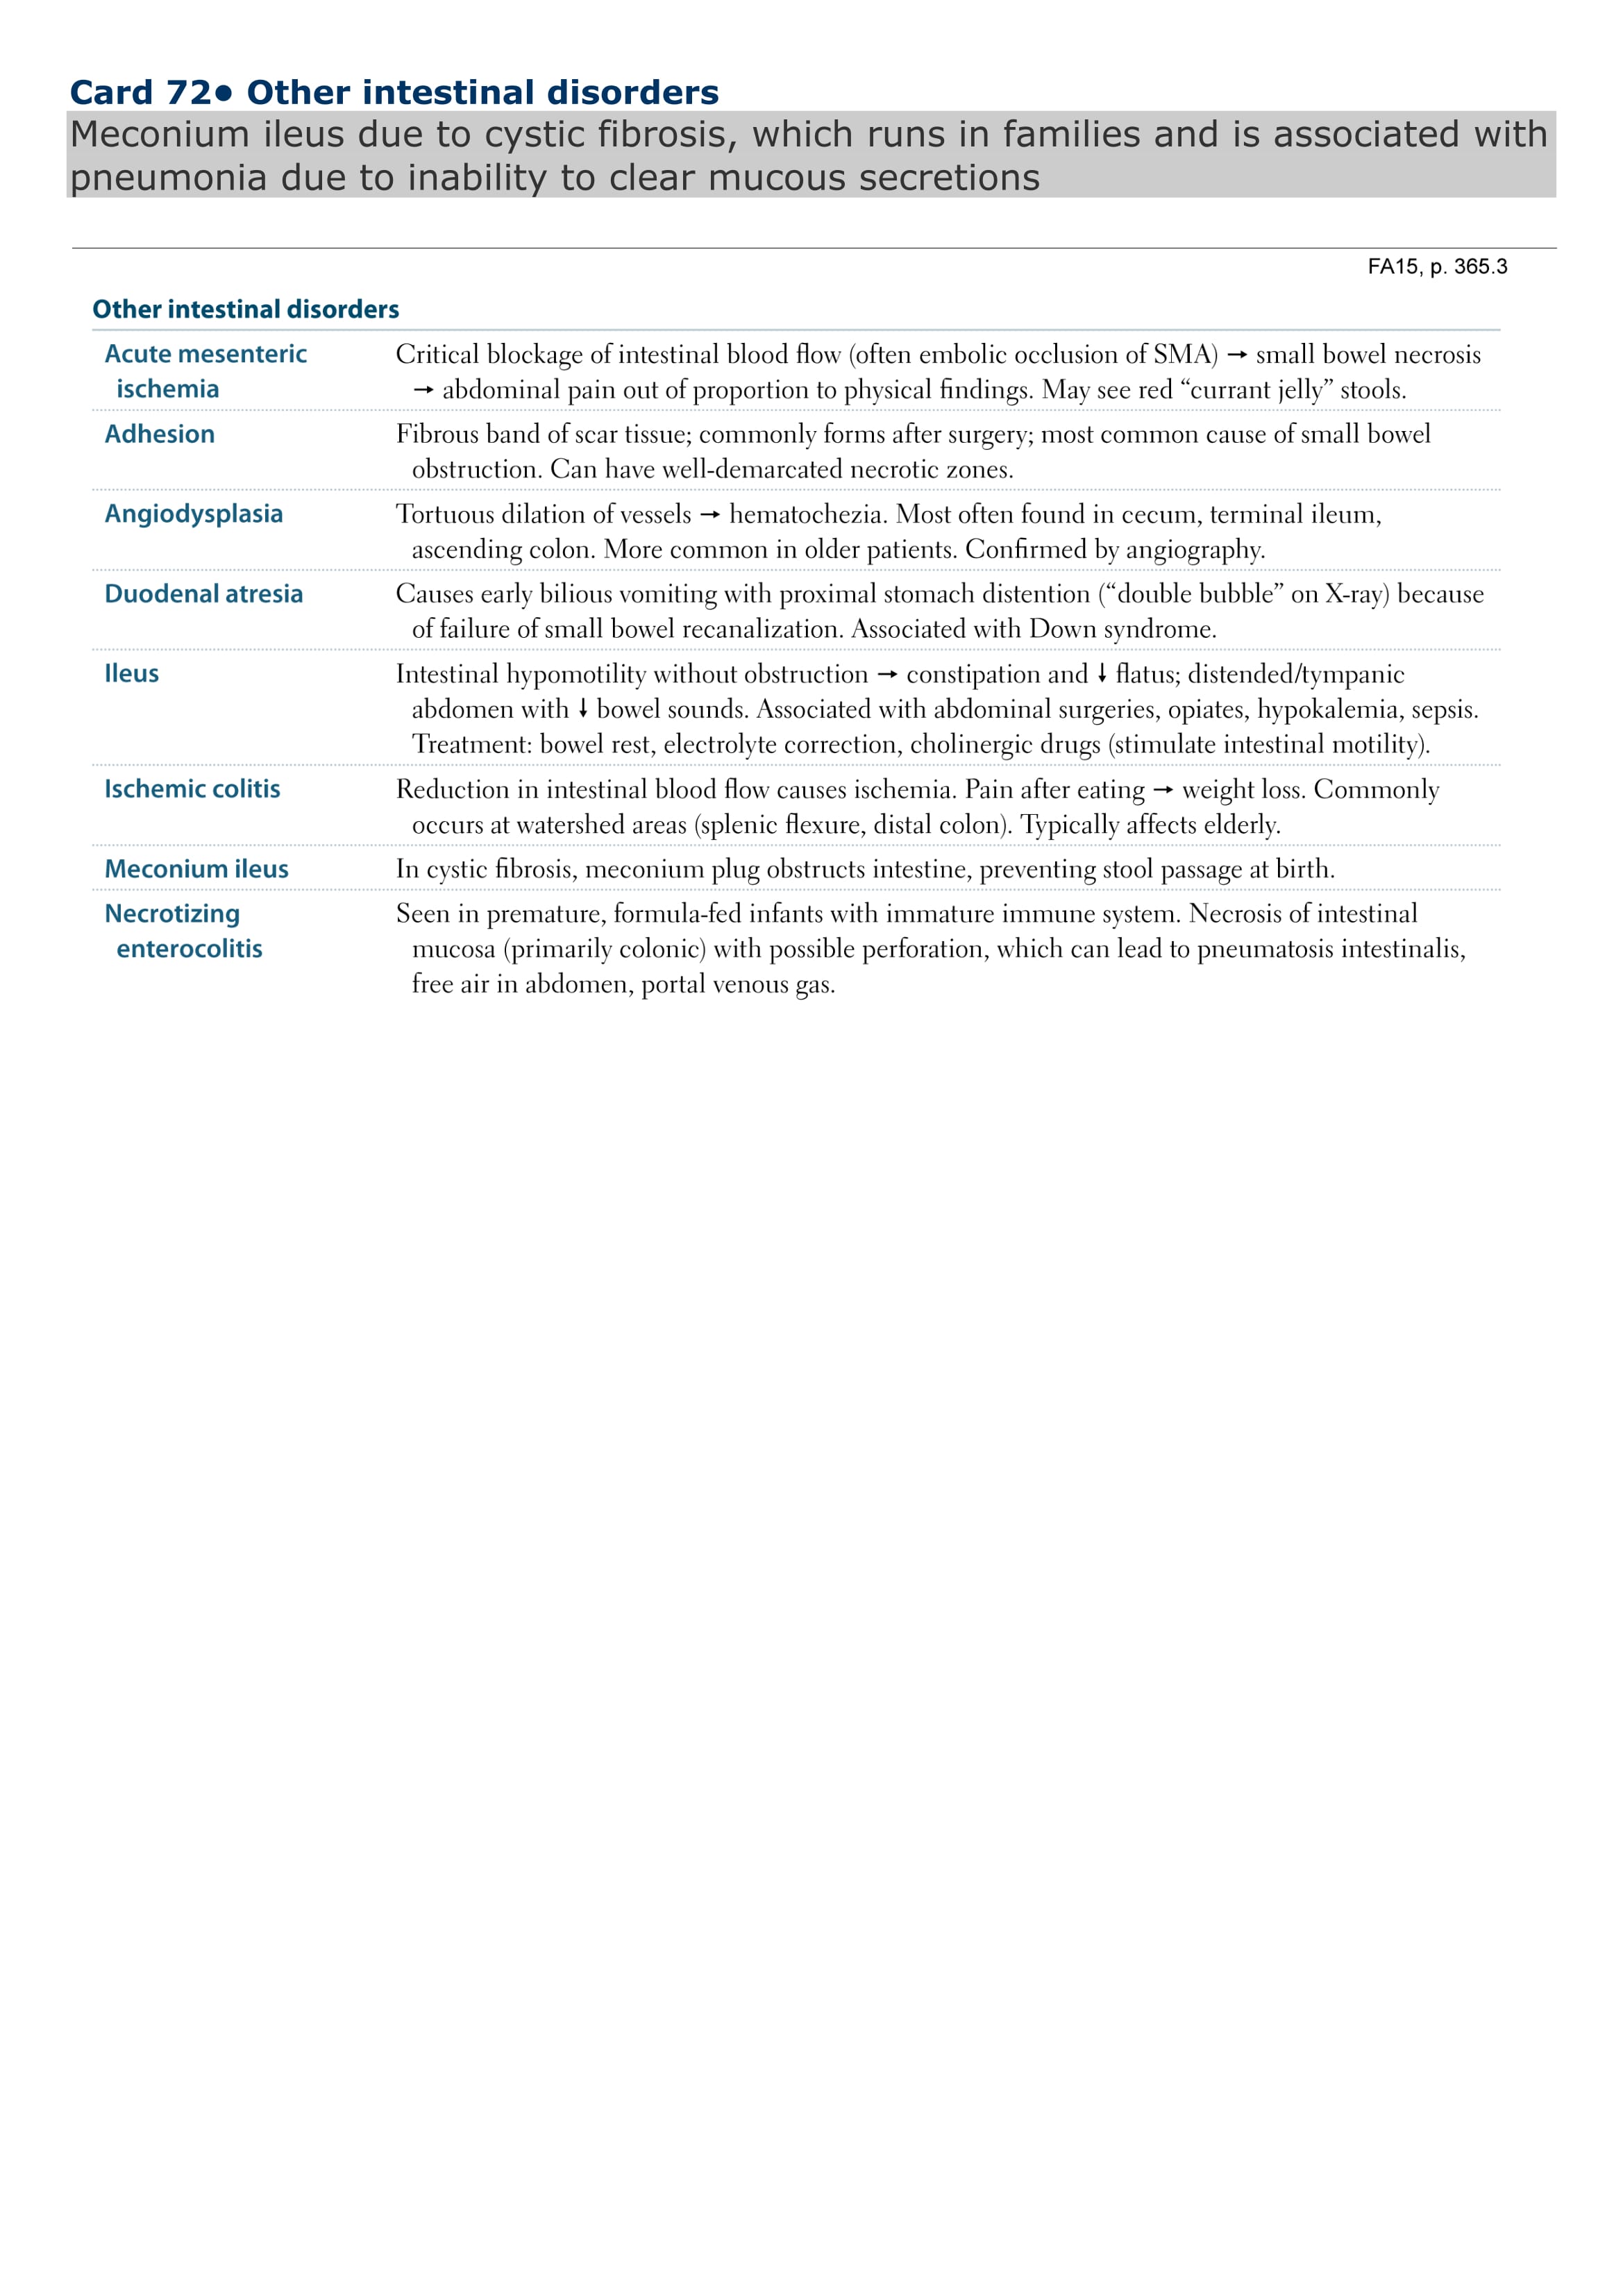 Card 72● Other intestinal disorders
Meconium ileus due to cystic fibrosis, which runs in families and is associated with
pneumonia due to inability to clear mucous secretions
FA15, p. 365.3
Other intestinal disorders
Acute mesenteric Critical blockage of intestinal blood flow (often embolic occlusion of SMA) → small bowel necrosis
ischemia → abdominal pain out of proportion to physical findings. May see red “currant jelly” stools.
Adhesion Fibrous band of scar tissue; commonly forms after surgery; most common cause of small bowel
obstruction. Can have well-demarcated necrotic zones.
Angiodysplasia Tortuous dilation of vessels → hematochezia. Most often found in cecum, terminal ileum,
ascending colon. More common in older patients. Confirmed by angiography.
Duodenal atresia Causes early bilious vomiting with proximal stomach distention (“double bubble” on X-ray) because
of failure of small bowel recanalization. Associated with Down syndrome.
Ileus Intestinal hypomotility without obstruction → constipation and ↓ flatus; distended/tympanic
abdomen with ↓ bowel sounds. Associated with abdominal surgeries, opiates, hypokalemia, sepsis.
Treatment: bowel rest, electrolyte correction, cholinergic drugs (stimulate intestinal motility).
Ischemic colitis Reduction in intestinal blood flow causes ischemia. Pain after eating → weight loss. Commonly
occurs at watershed areas (splenic flexure, distal colon). Typically affects elderly.
Meconium ileus In cystic fibrosis, meconium plug obstructs intestine, preventing stool passage at birth.
Necrotizing Seen in premature, formula-fed infants with immature immune system. Necrosis of intestinal
enterocolitis mucosa (primarily colonic) with possible perforation, which can lead to pneumatosis intestinalis,
free air in abdomen, portal venous gas.